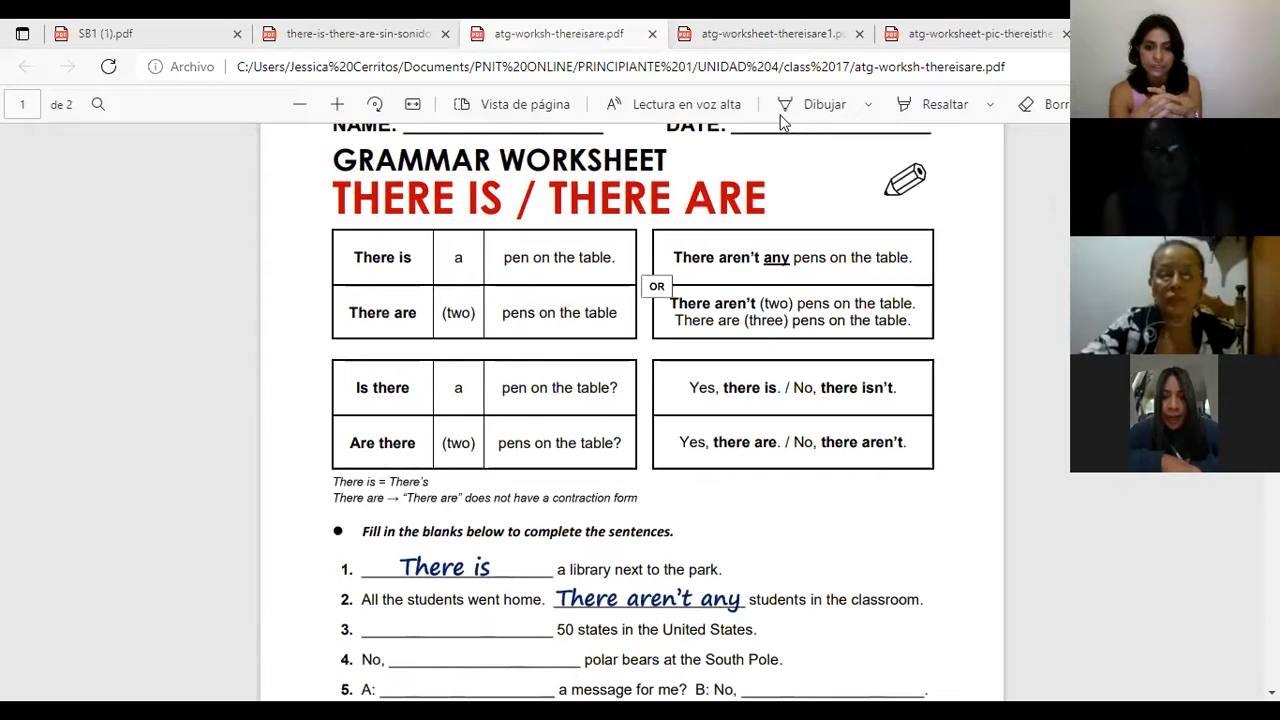 SB1 (1).pdf
there-is-there-are-sin-sonido
atg-worksh-thereisare.pdf
atg-worksheet-thereisare1.p
atg-worksheet-pic-thereisth
Archivo C:/Users/Jessica%20Cerritos/Documents/PNIT%20ONLINE/PRINCIPIANTE%201/UNIDAD%204/class%2017/atg-worksh-thereisare.pdf
1 de 2 Vista de página Lectura en voz alta Dibujar Resaltar Borr
NAME: ____ DATE: ____
GRAMMAR WORKSHEET
THERE IS / THERE ARE
There is a pen on the table.
There are (two) pens on the table
OR
There aren't any pens on the table.
There aren't (two) pens on the table.
There are (three) pens on the table.
Is there a pen on the table?
Are there (two) pens on the table?
Yes, there is. / No, there isn't.
Yes, there are. / No, there aren't.
There is = There's
There are → “There are” does not have a contraction form
● Fill in the blanks below to complete the sentences.
1. There is a library next to the park.
2. All the students went home. There aren't any students in the classroom.
3. ____ 50 states in the United States.
4. No, ____ polar bears at the South Pole.
5. A: ____ a message for me? B: No, ____.